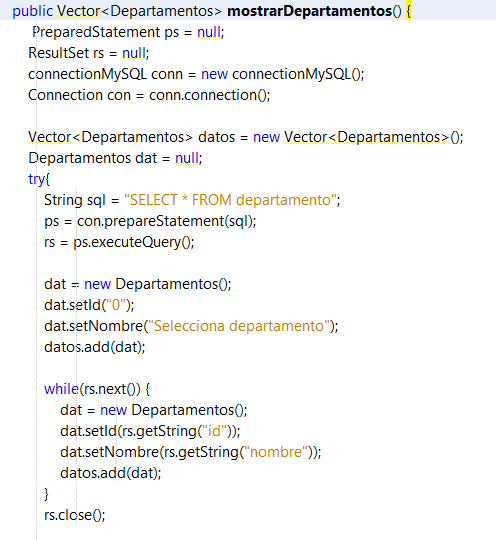 public Vector<Departamentos> mostrarDepartamentos() {
PreparedStatement ps = null;
ResultSet rs = null;
connectionMySQL conn = new connectionMySQL();
Connection con = conn.connection();
Vector<Departamentos> datos = new Vector<Departamentos>();
Departamentos dat = null;
try{
String sql = "SELECT * FROM departamento";
ps = con.prepareStatement(sql);
rs = ps.executeQuery();
dat = new Departamentos();
dat.setId("0");
dat.setNombre("Selecciona departamento");
datos.add(dat);
while(rs.next()) {
dat = new Departamentos();
dat.setId(rs.getString("id"));
dat.setNombre(rs.getString("nombre"));
datos.add(dat);
}
rs.close();